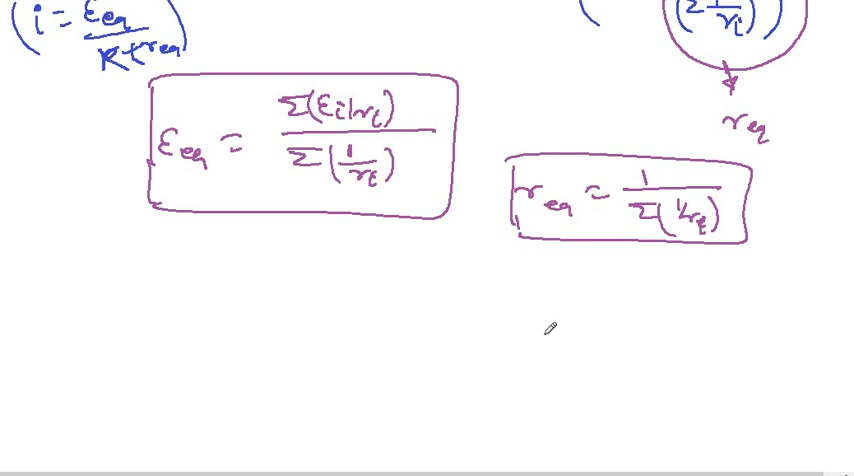 (i = εeq / R + req)
(Σ 1/ri))
req
εeq = Σ(εi/ri) / Σ(1/ri)
req = 1 / Σ(1/ri)